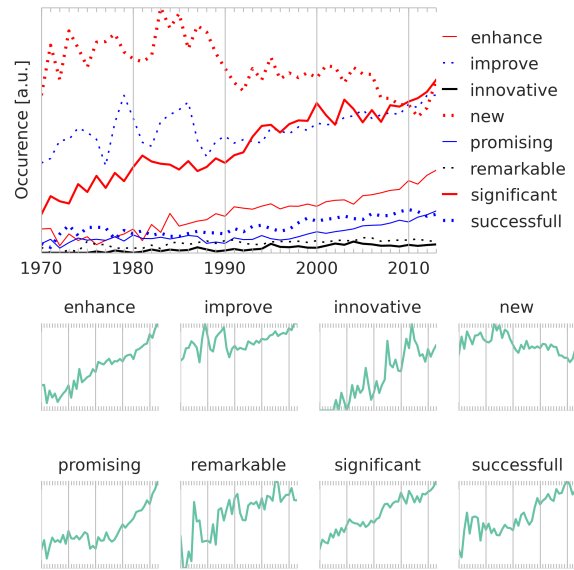 Occurence [a.u.]
enhance
improve
innovative
new
promising
remarkable
significant
successfull
1970 1980 1990 2000 2010
enhance improve innovative new
promising remarkable significant successfull